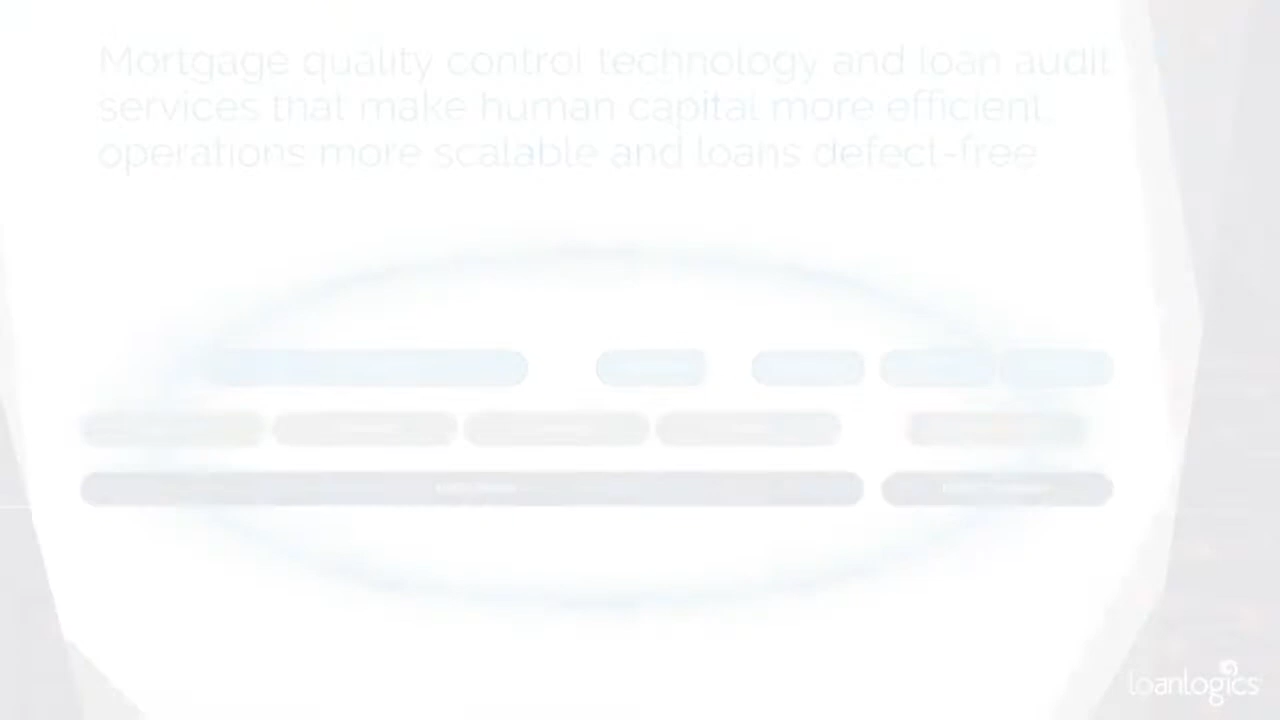 Mortgage quality control technology and loan audit
services that make human capital more efficient,
operations more scalable and loans defect-free
loanlogics